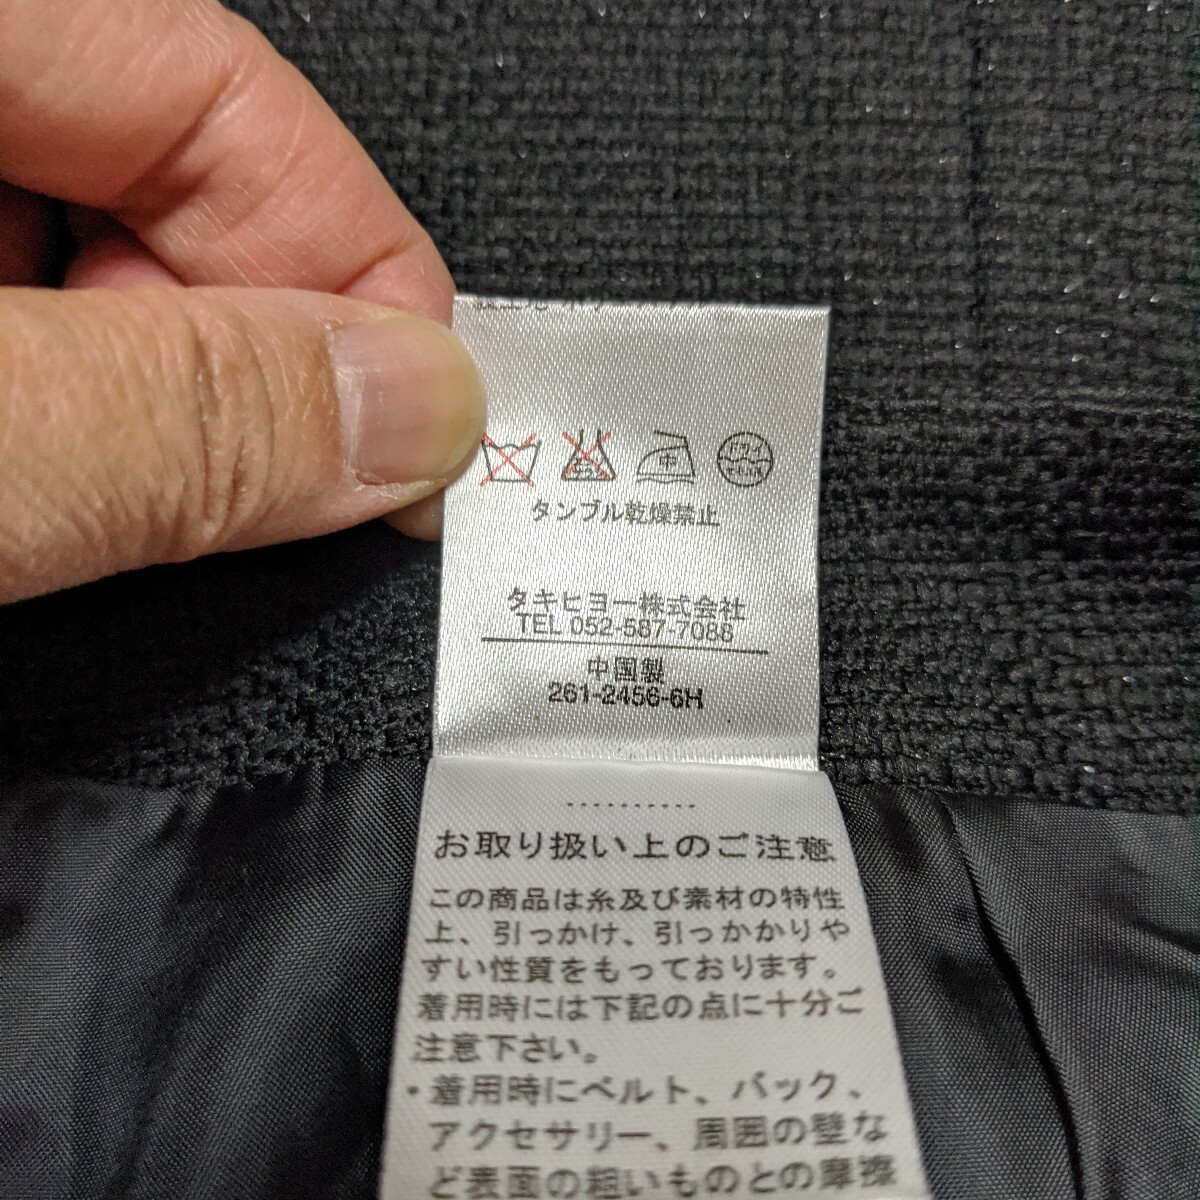 中
ドライ
タンブル乾燥禁止
タキヒヨー株式会社
TEL 052-587-7088
中国製
261-2456-6H
お取り扱い上のご注意
この商品は糸及び素材の特性
上、引っかけ、引っかかりや
すい性質をもっております。
着用時には下記の点に十分ご
注意下さい。
・着用時にベルト、バック、
アクセサリー、周囲の壁な
ど表面の粗いものとの摩擦